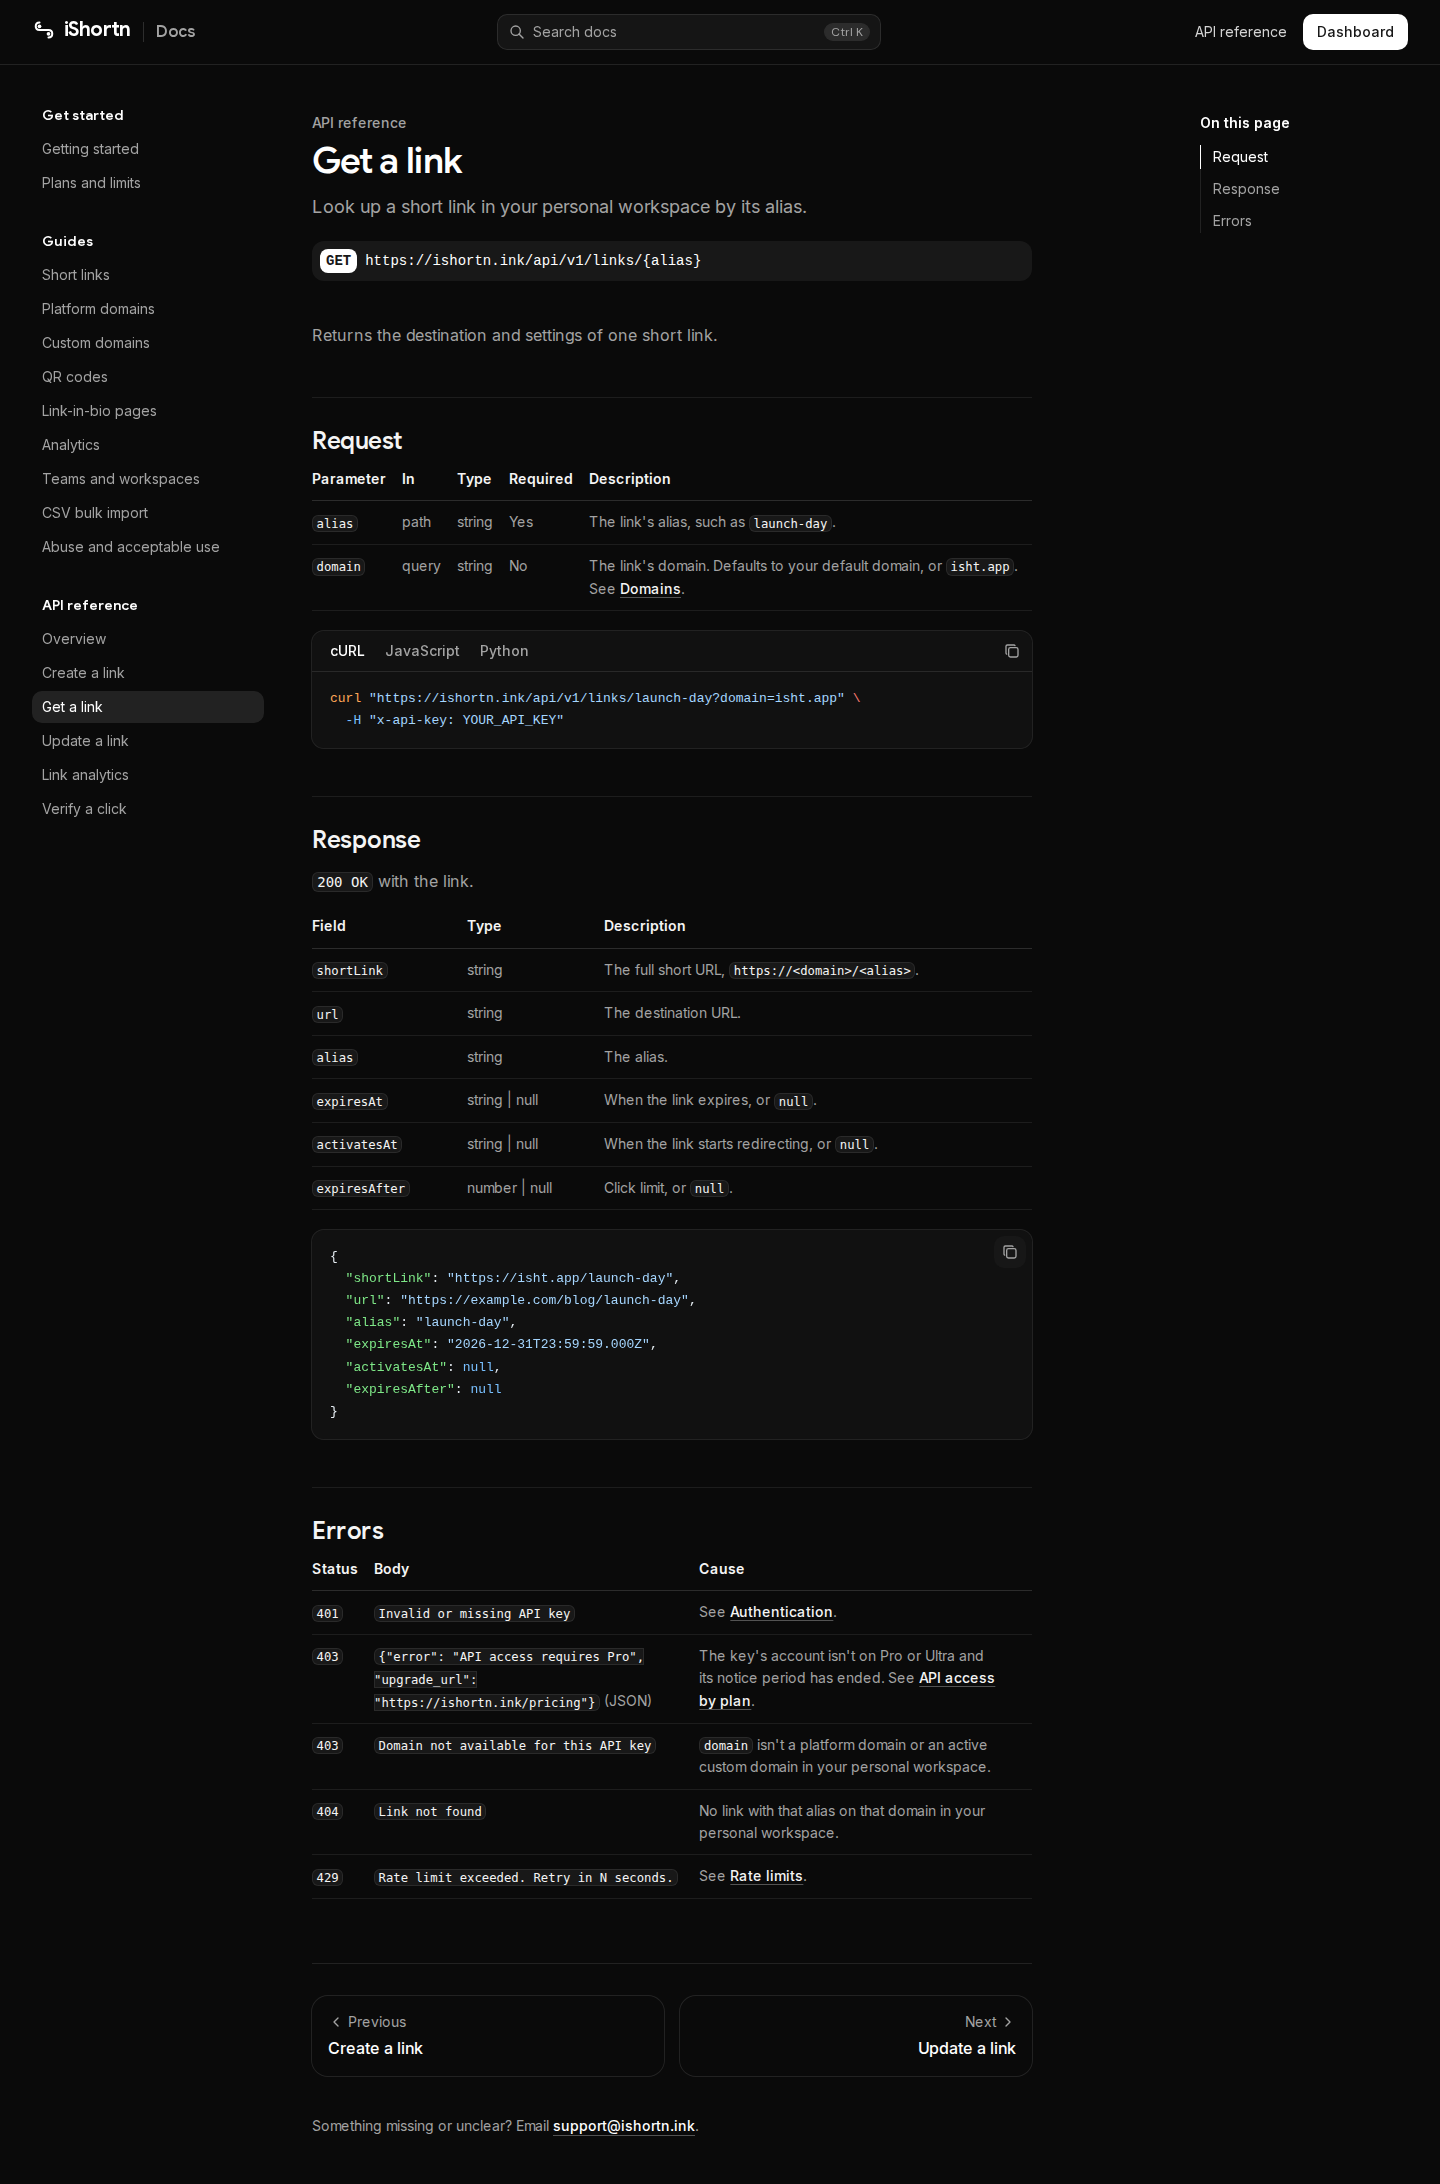 iShortn
Docs
Search docs
Ctrl K
API reference
Dashboard
Get started
Getting started
Plans and limits
Guides
Short links
Platform domains
Custom domains
QR codes
Link-in-bio pages
Analytics
Teams and workspaces
CSV bulk import
Abuse and acceptable use
API reference
Overview
Create a link
Get a link
Update a link
Link analytics
Verify a click
API reference
Get a link
Look up a short link in your personal workspace by its alias.
GET https://ishortn.ink/api/v1/links/{alias}
Returns the destination and settings of one short link.
Request
Parameter In Type Required Description
alias path string Yes The link's alias, such as launch-day.
domain query string No The link's domain. Defaults to your default domain, or isht.app.
See Domains.
cURL JavaScript Python
curl "https://ishortn.ink/api/v1/links/launch-day?domain=isht.app" \
-H "x-api-key: YOUR_API_KEY"
Response
200 OK with the link.
Field Type Description
shortLink string The full short URL, https://<domain>/<alias>.
url string The destination URL.
alias string The alias.
expiresAt string | null When the link expires, or null.
activatesAt string | null When the link starts redirecting, or null.
expiresAfter number | null Click limit, or null.
{
"shortLink": "https://isht.app/launch-day",
"url": "https://example.com/blog/launch-day",
"alias": "launch-day",
"expiresAt": "2026-12-31T23:59:59.000Z",
"activatesAt": null,
"expiresAfter": null
}
Errors
Status Body Cause
401 Invalid or missing API key See Authentication.
403 {"error": "API access requires Pro", The key's account isn't on Pro or Ultra and
"upgrade_url": its notice period has ended. See API access
"https://ishortn.ink/pricing"} (JSON) by plan.
403 Domain not available for this API key domain isn't a platform domain or an active
custom domain in your personal workspace.
404 Link not found No link with that alias on that domain in your
personal workspace.
429 Rate limit exceeded. Retry in N seconds. See Rate limits.
Previous
Create a link
Next
Update a link
Something missing or unclear? Email support@ishortn.ink.
On this page
Request
Response
Errors